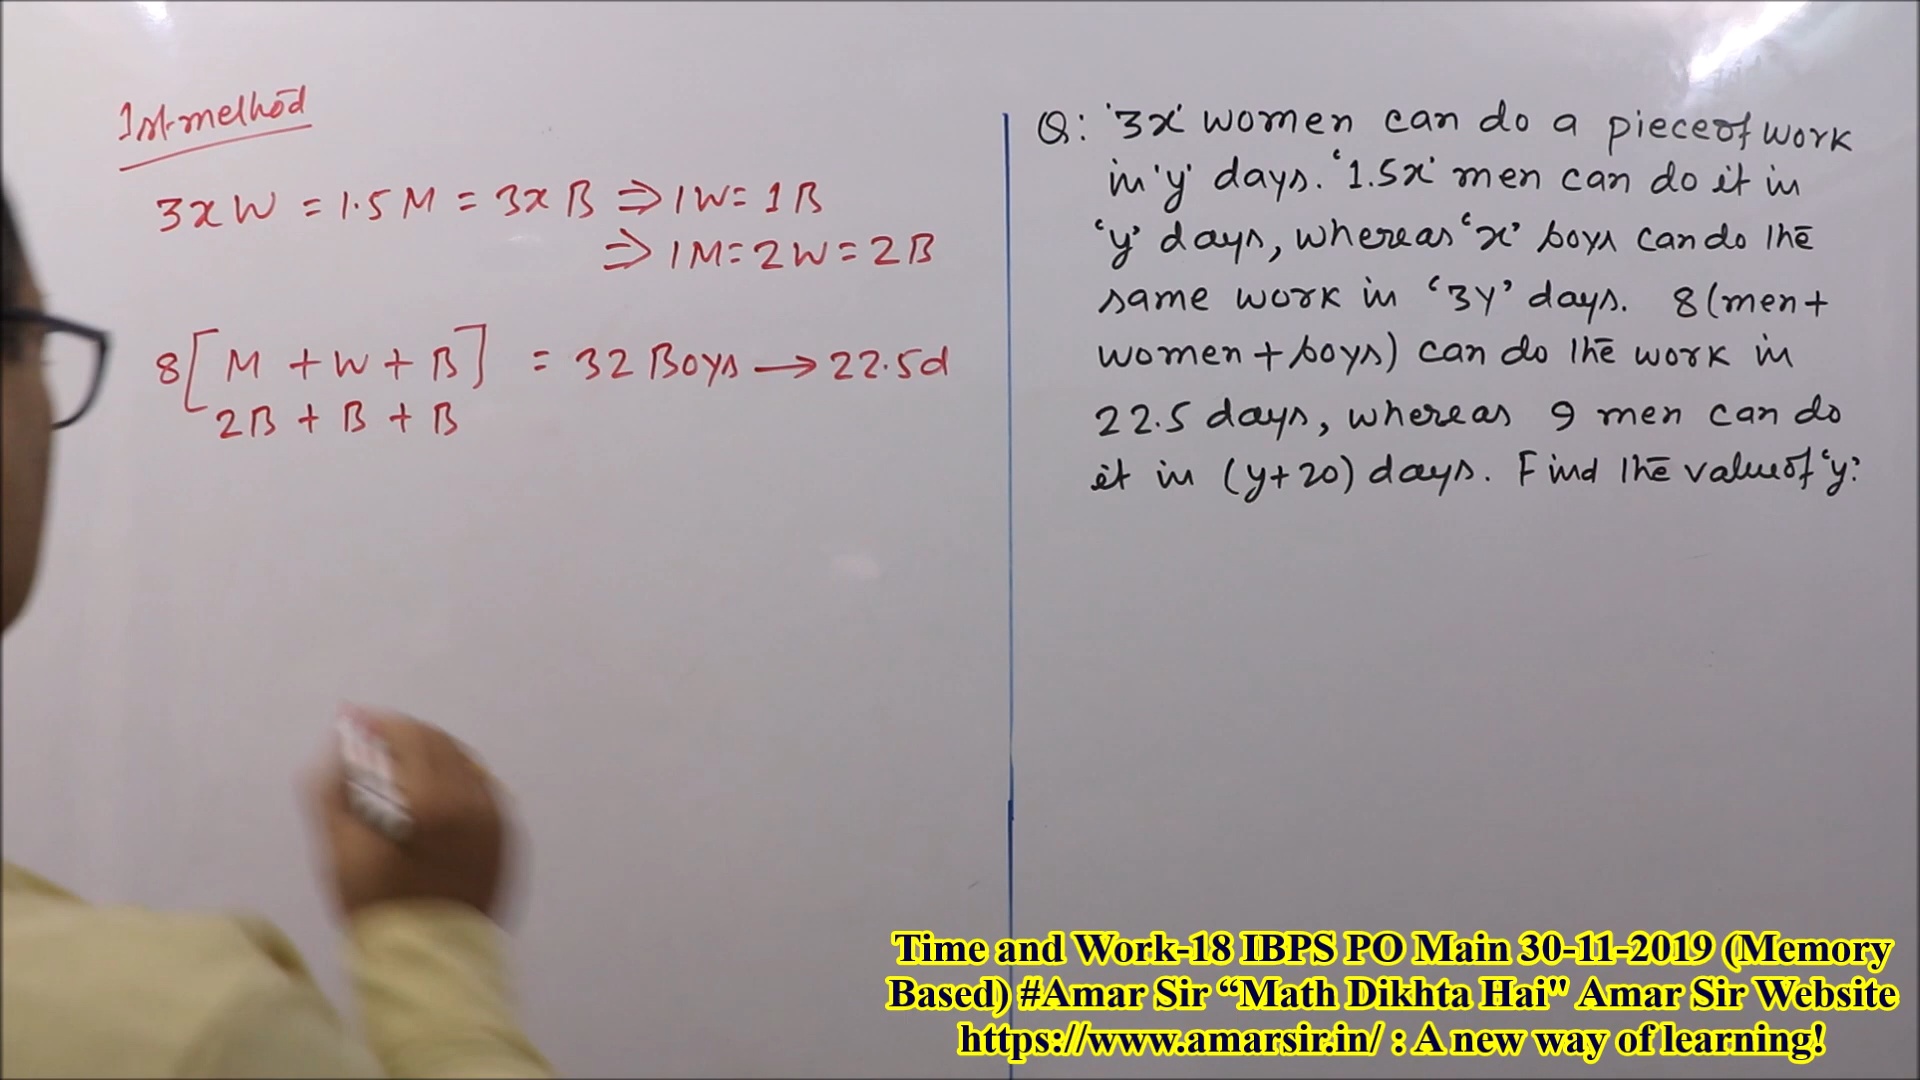 1st method
3x W = 1.5 M = 3x B ⇒ 1W = 1B
⇒ 1M = 2W = 2B
8[M + W + B] = 32 Boys → 22.5d
2B + B + B
Q: '3x' women can do a piece of work
in 'y' days. '1.5x' men can do it in
'y' days, whereas 'x' boys can do the
same work in '3y' days. 8(men+
women + boys) can do the work in
22.5 days, whereas 9 men can do
it in (y+20) days. Find the value of 'y'.
Time and Work-18 IBPS PO Main 30-11-2019 (Memory
Based) #Amar Sir “Math Dikhta Hai" Amar Sir Website
https://www.amarsir.in/ : A new way of learning!